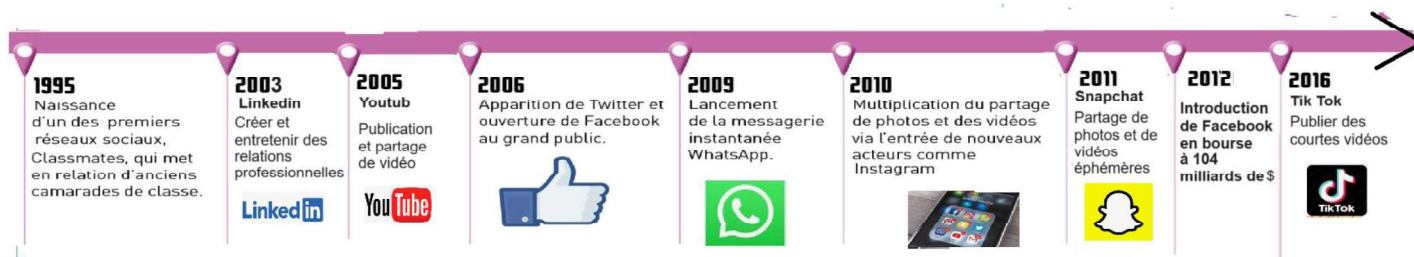 1995
Naissance
d'un des premiers
réseaux sociaux,
Classmates, qui met
en relation d'anciens
camarades de classe.
2003
Linkedin
Créer et
entretenir des
relations
professionnelles
Linked in
2005
Youtub
Publication
et partage
de vidéo
You Tube
2006
Apparition de Twitter et
ouverture de Facebook
au grand public.
2009
Lancement
de la messagerie
instantanée
WhatsApp.
2010
Multiplication du partage
de photos et des vidéos
via l'entrée de nouveaux
acteurs comme
Instagram
2011
Snapchat
Partage de
photos et de
vidéos
éphémères
2012
Introduction
de Facebook
en bourse
à 104
milliards de $
2016
Tik Tok
Publier des
courtes vidéos
TikTok